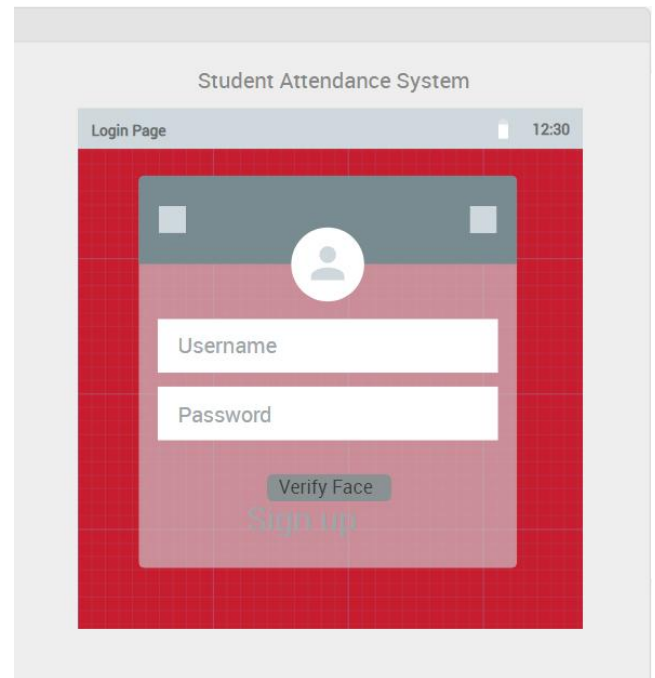 Student Attendance System
Login Page 12:30
Username
Password
Verify Face
Sign up